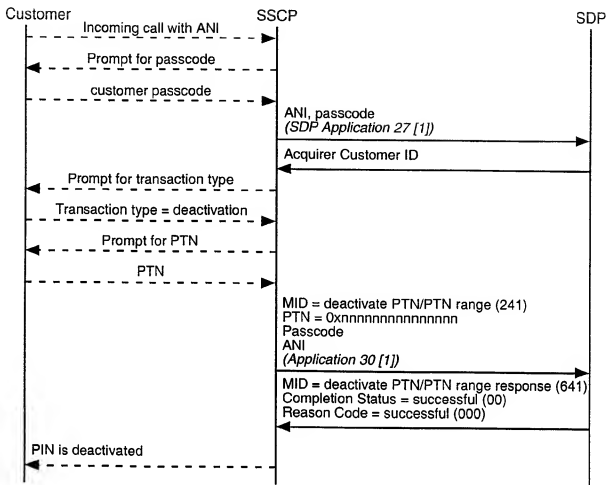 Customer SSCP SDP
Incoming call with ANI
Prompt for passcode
customer passcode
ANI, passcode
(SDP Application 27 [1])
Acquirer Customer ID
Prompt for transaction type
Transaction type = deactivation
Prompt for PTN
PTN
MID = deactivate PTN/PTN range (241)
PTN = 0xnnnnnnnnnnnnnnn
Passcode
ANI
(Application 30 [1])
MID = deactivate PTN/PTN range response (641)
Completion Status = successful (00)
Reason Code = successful (000)
PIN is deactivated